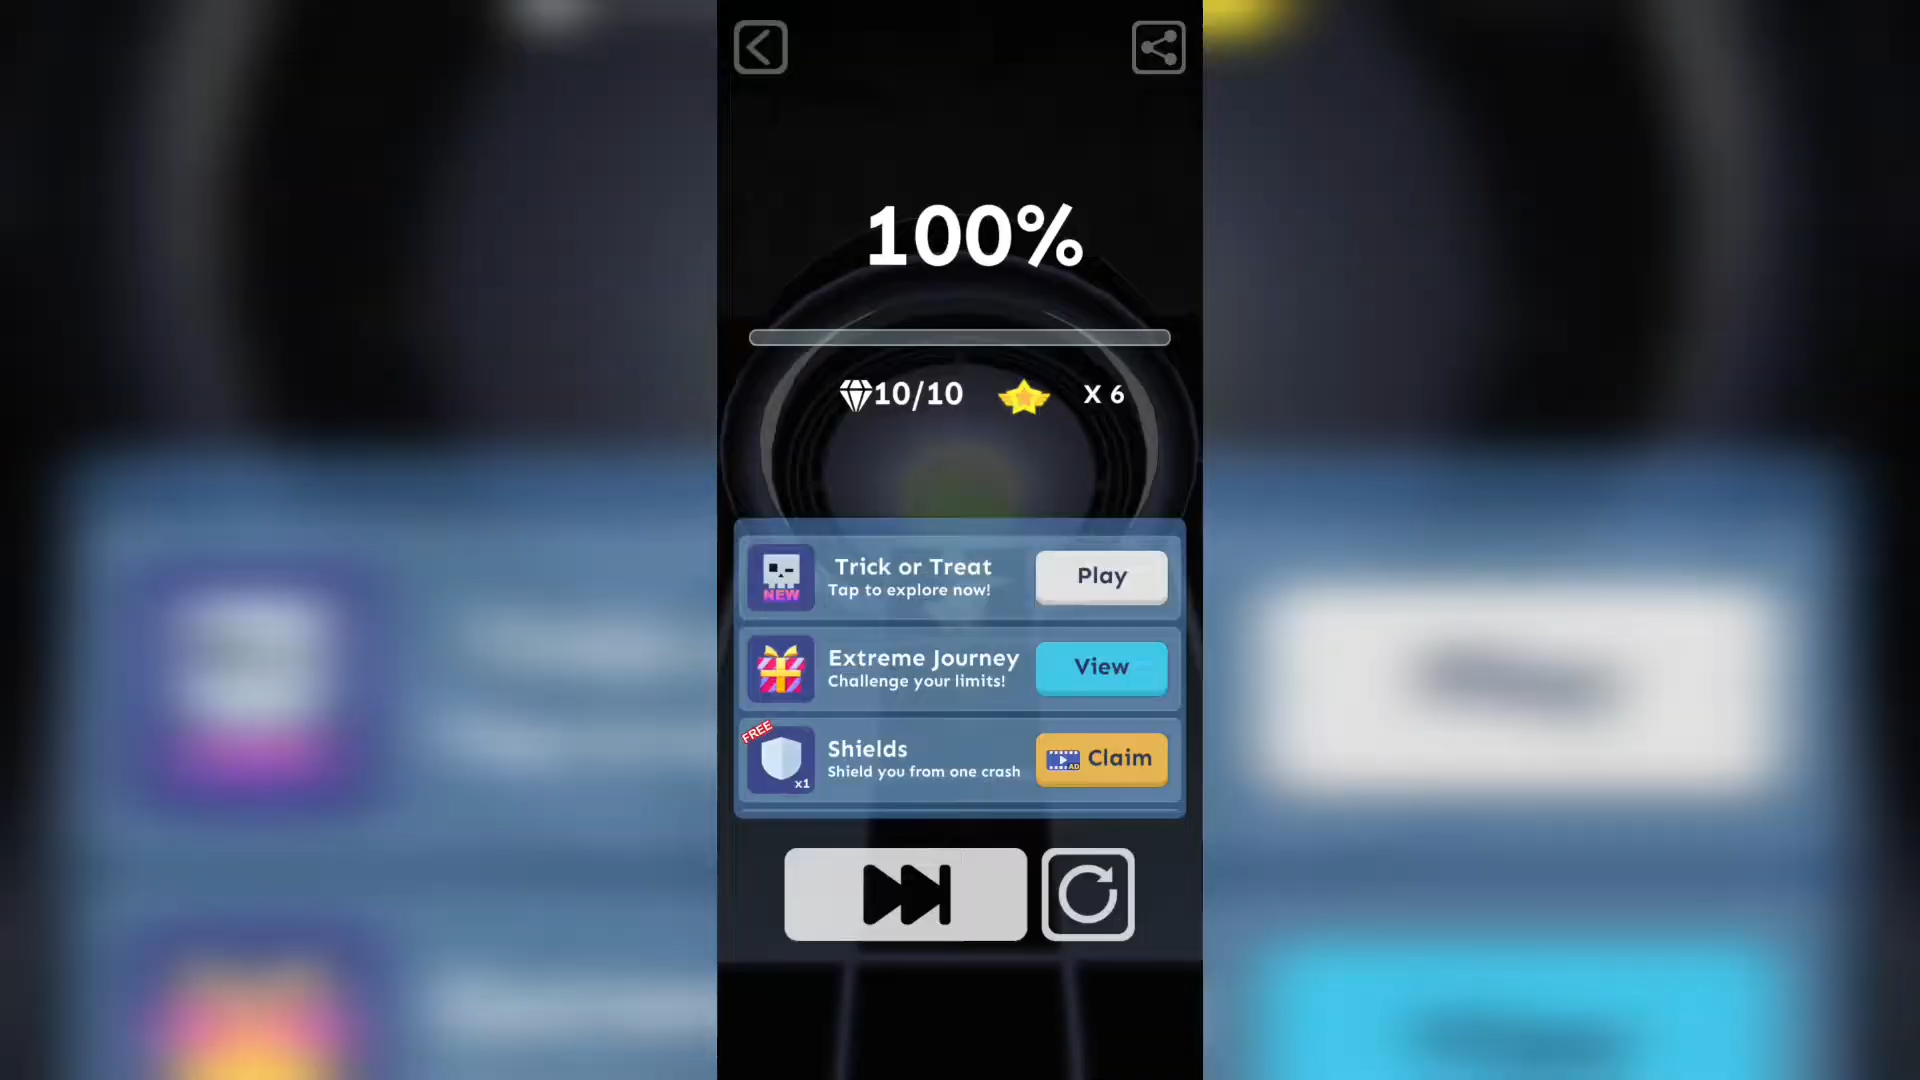 100%
10/10 X 6
NEW
Trick or Treat
Tap to explore now!
Play
Extreme Journey
Challenge your limits!
View
FREE
x1
Shields
Shield you from one crash
AD
Claim